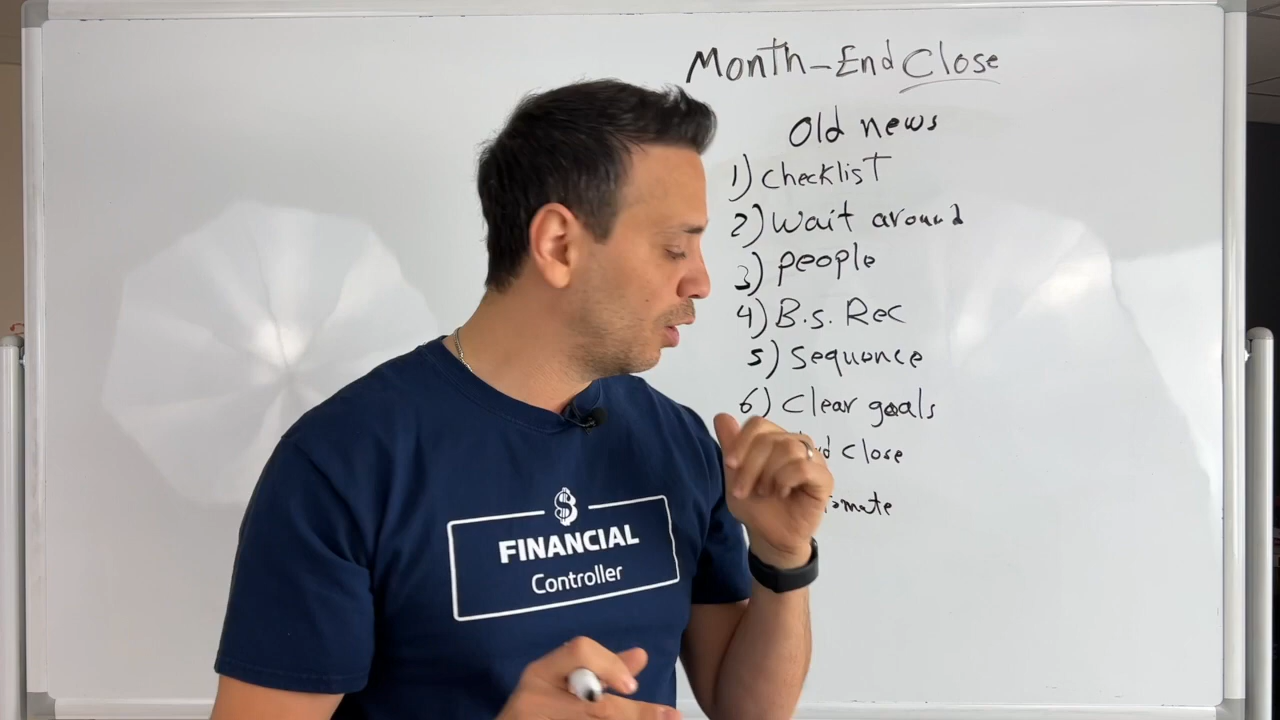 Month-End Close
Old news
1) Checklist
2) Wait around
3) people
4) B.S. Rec
5) Sequence
6) Clear goals
Close
$
FINANCIAL
Controller